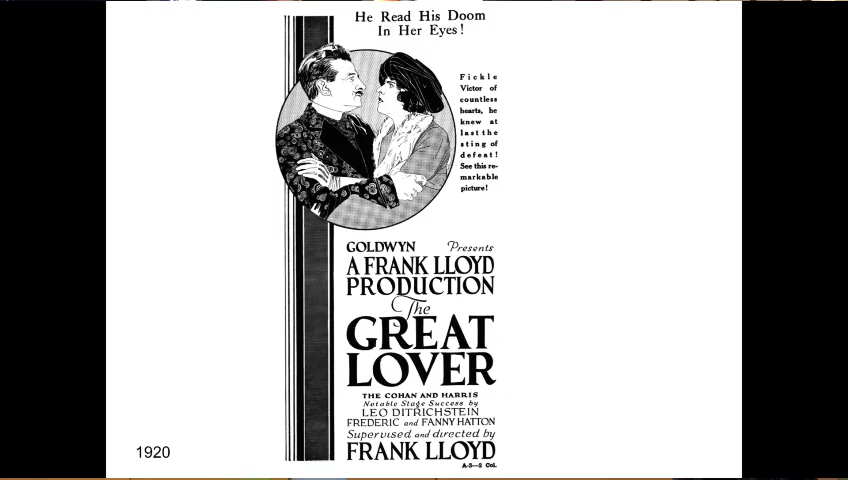 He Read His Doom
In Her Eyes!
Fickle
Victor of
countless
hearts, he
knew at
last the
sting of
defeat!
See this re-
markable
picture!
GOLDWYN Presents
A FRANK LLOYD
PRODUCTION
The
GREAT
LOVER
THE COHAN AND HARRIS
Notable Stage Success by
LEO DITRICHSTEIN
FREDERIC and FANNY HATTON
Supervised and directed by
FRANK LLOYD
A-3—2 Col.
1920